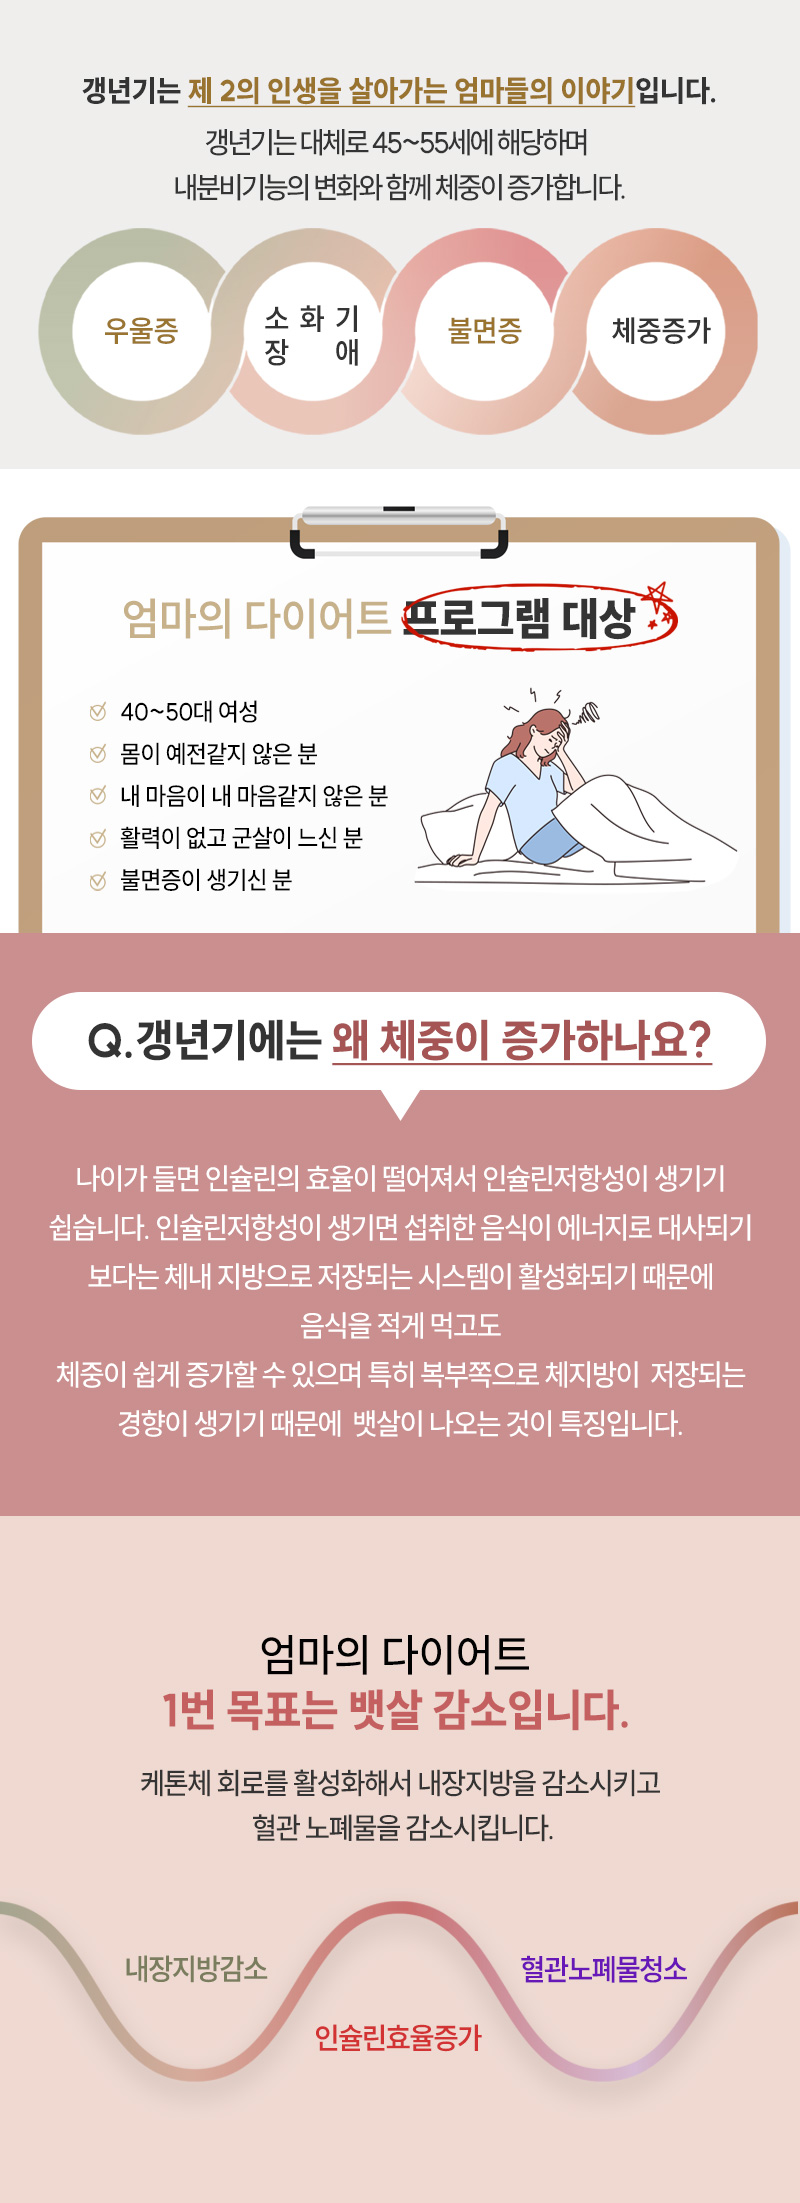 갱년기는 제 2의 인생을 살아가는 엄마들의 이야기입니다.
갱년기는 대체로 45~55세에 해당하며
내분비기능의 변화와 함께 체중이 증가합니다.
우울증
소 화 기
장 애
불면증
체중증가
엄마의 다이어트 프로그램 대상
40~50대 여성
몸이 예전같지 않은 분
내 마음이 내 마음같지 않은 분
활력이 없고 군살이 느신 분
불면증이 생기신 분
Q.갱년기에는 왜 체중이 증가하나요?
나이가 들면 인슐린의 효율이 떨어져서 인슐린저항성이 생기기
쉽습니다. 인슐린저항성이 생기면 섭취한 음식이 에너지로 대사되기
보다는 체내 지방으로 저장되는 시스템이 활성화되기 때문에
음식을 적게 먹고도
체중이 쉽게 증가할 수 있으며 특히 복부쪽으로 체지방이 저장되는
경향이 생기기 때문에 뱃살이 나오는 것이 특징입니다.
엄마의 다이어트
1번 목표는 뱃살 감소입니다.
케톤체 회로를 활성화해서 내장지방을 감소시키고
혈관 노폐물을 감소시킵니다.
내장지방감소
혈관노폐물청소
인슐린효율증가